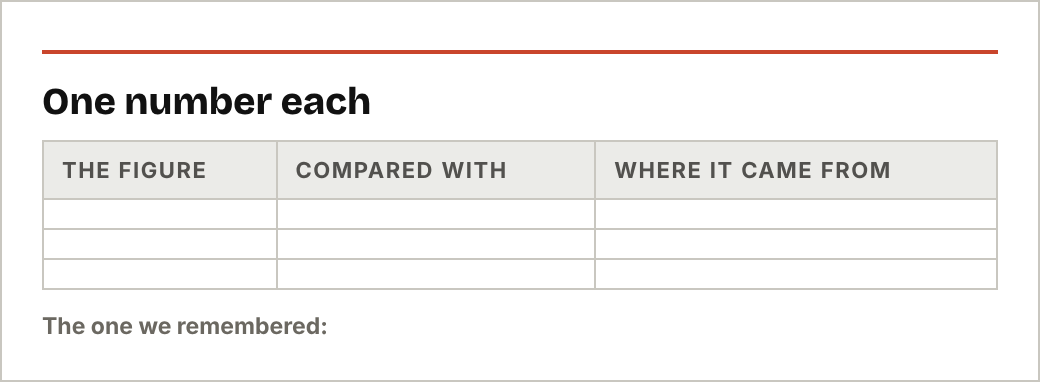 One number each
THE FIGURE COMPARED WITH WHERE IT CAME FROM
The one we remembered: